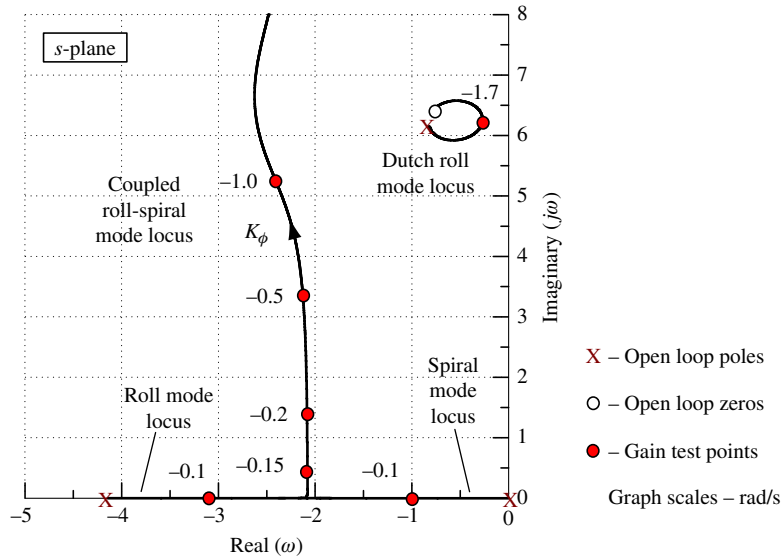 s-plane
8
7
6
5
4
3
2
1
0
Imaginary (jω)
–1.7
Dutch roll
mode locus
Coupled
roll-spiral
mode locus
–1.0
Kϕ
–0.5
–0.2
–0.15
–0.1
–0.1
Roll mode
locus
Spiral
mode
locus
X
X
X
–5
–4
–3
–2
–1
0
Real (ω)
X – Open loop poles
– Open loop zeros
– Gain test points
Graph scales – rad/s